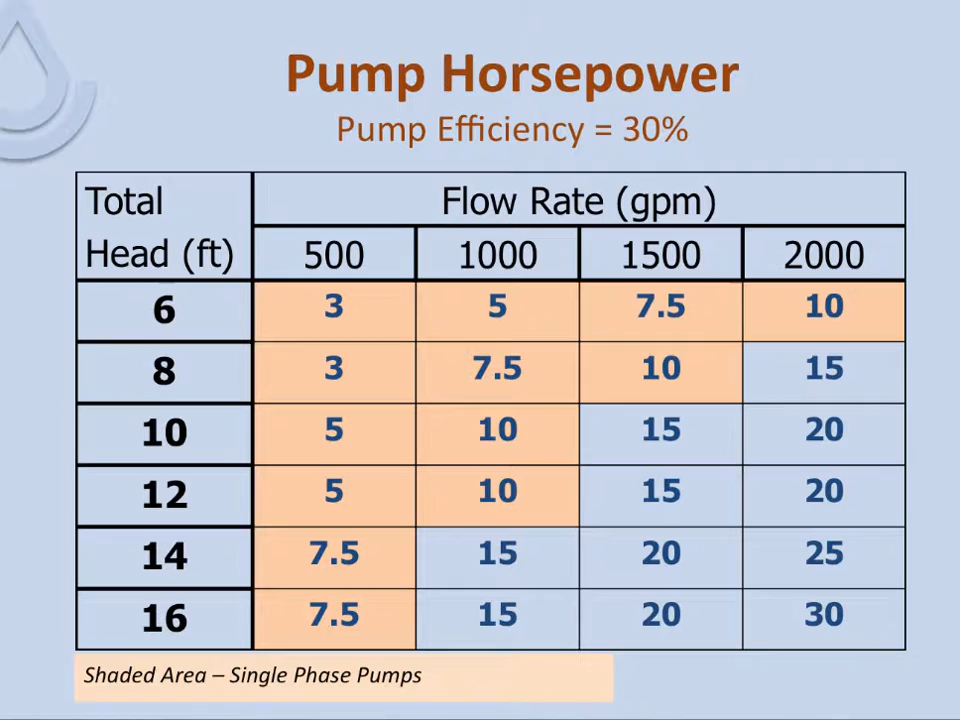 Pump Horsepower
Pump Efficiency = 30%
Total Head (ft) Flow Rate (gpm)
500 1000 1500 2000
6 3 5 7.5 10
8 3 7.5 10 15
10 5 10 15 20
12 5 10 15 20
14 7.5 15 20 25
16 7.5 15 20 30
Shaded Area – Single Phase Pumps